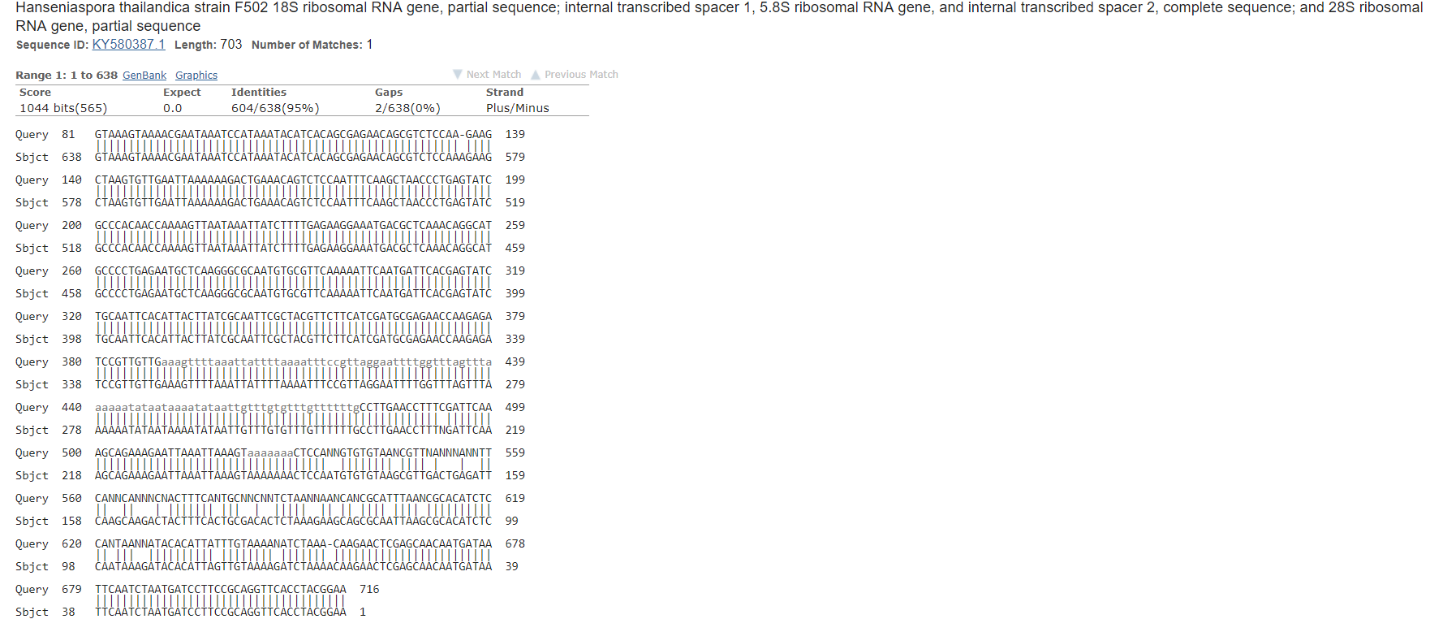 Hanseniaspora thailandica strain F502 18S ribosomal RNA gene, partial sequence; internal transcribed spacer 1, 5.8S ribosomal RNA gene, and internal transcribed spacer 2, complete sequence; and 28S ribosomal
RNA gene, partial sequence
Sequence ID: KY580387.1 Length: 703 Number of Matches: 1
Range 1: 1 to 638 GenBank Graphics Next Match Previous Match
Score Expect Identities Gaps Strand
1044 bits(565) 0.0 604/638(95%) 2/638(0%) Plus/Minus
Query 81 GTAAAGTAAAACGAATAAATCCATAAATACATCACAGCGAGAACAGCGTCTCCAA-GAAG 139
Sbjct 638 GTAAAGTAAAACGAATAAATCCATAAATACATCACAGCGAGAACAGCGTCTCCAAAGAAG 579
Query 140 CTAAGTGTTGAATTAAAAAAGACTGAAACAGTCTCCAATTTCAAGCTAACCCTGAGTATC 199
Sbjct 578 CTAAGTGTTGAATTAAAAAAGACTGAAACAGTCTCCAATTTCAAGCTAACCCTGAGTATC 519
Query 200 GCCCACAACCAAAAGTTAATAAATTATCTTTTGAGAAGGAAATGACGCTCAAACAGGCAT 259
Sbjct 518 GCCCACAACCAAAAGTTAATAAATTATCTTTTGAGAAGGAAATGACGCTCAAACAGGCAT 459
Query 260 GCCCCTGAGAATGCTCAAGGGCGCAATGTGCGTTCAAAAATTCAATGATTCACGAGTATC 319
Sbjct 458 GCCCCTGAGAATGCTCAAGGGCGCAATGTGCGTTCAAAAATTCAATGATTCACGAGTATC 399
Query 320 TGCAATTCACATTACTTATCGCAATTCGCTACGTTCTTCATCGATGCGAGAACCAAGAGA 379
Sbjct 398 TGCAATTCACATTACTTATCGCAATTCGCTACGTTCTTCATCGATGCGAGAACCAAGAGA 339
Query 380 TCCGTTGTTGaaagttttaaattattttaaaatttccgttaggaattttggtttagttta 439
Sbjct 338 TCCGTTGTTGAAAGTTTTAAATTATTTTAAAATTTCCGTTAGGAATTTTGGTTTAGTTTA 279
Query 440 aaaaatataataaaatataattgtttgtgtttgttttttgCCTTGAACCTTTCGATTCAA 499
Sbjct 278 AAAAATATAATAAAATATAATTGTTTGTGTTTGTTTTTTGCCTTGAACCTTTNGATTCAA 219
Query 500 AGCAGAAAGAATTAAATTAAAGTaaaaaaaCTCCANNGTGTGTAANCGTTNANNNANNTT 559
Sbjct 218 AGCAGAAAGAATTAAATTAAAGTAAAAAAACTCCAATGTGTGTAAGCGTTGACTGAGATT 159
Query 560 CANNCANNNCNACTTTCANTGCNNCNNTCTAANNAANCANCGCATTTAANCGCACATCTC 619
Sbjct 158 CAAGCAAGACTACTTTCACTGCGACACTCTAAAGAAGCAGCGCAATTAAGCGCACATCTC 99
Query 620 CANTAANNATACACATTATTTGTAAAANATCTAAA-CAAGAACTCGAGCAACAATGATAA 678
Sbjct 98 CAATAAAGATACACATTAGTTGTAAAAGATCTAAAACAAGAACTCGAGCAACAATGATAA 39
Query 679 TTCAATCTAATGATCCTTCCGCAGGTTCACCTACGGAA 716
Sbjct 38 TTCAATCTAATGATCCTTCCGCAGGTTCACCTACGGAA 1